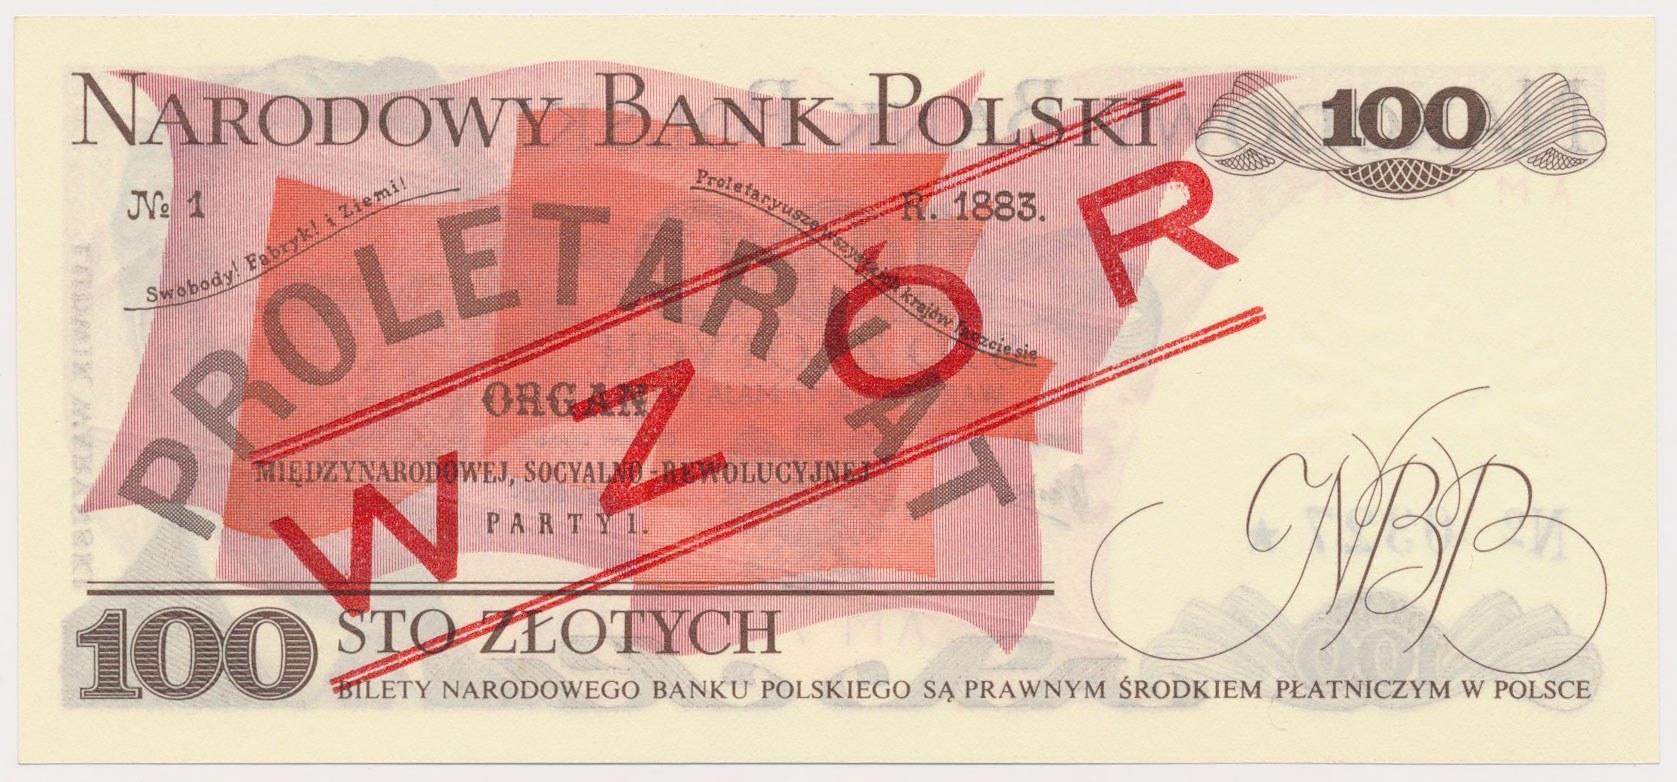 NARODOWY BANK POLSKI
100
№ 1
Swobody! Fabryk! i Ziemi!
Proletaryusze wszystkich krajów łączcie się
R. 1883.
PROLETARYAT
ORGAN
MIĘDZYNARODOWEJ, SOCYALNO-REWOLUCYJNEJ
PARTYI.
WZÓR
NBP
100
STO ZŁOTYCH
BILETY NARODOWEGO BANKU POLSKIEGO SĄ PRAWNYM ŚRODKIEM PŁATNICZYM W POLSCE